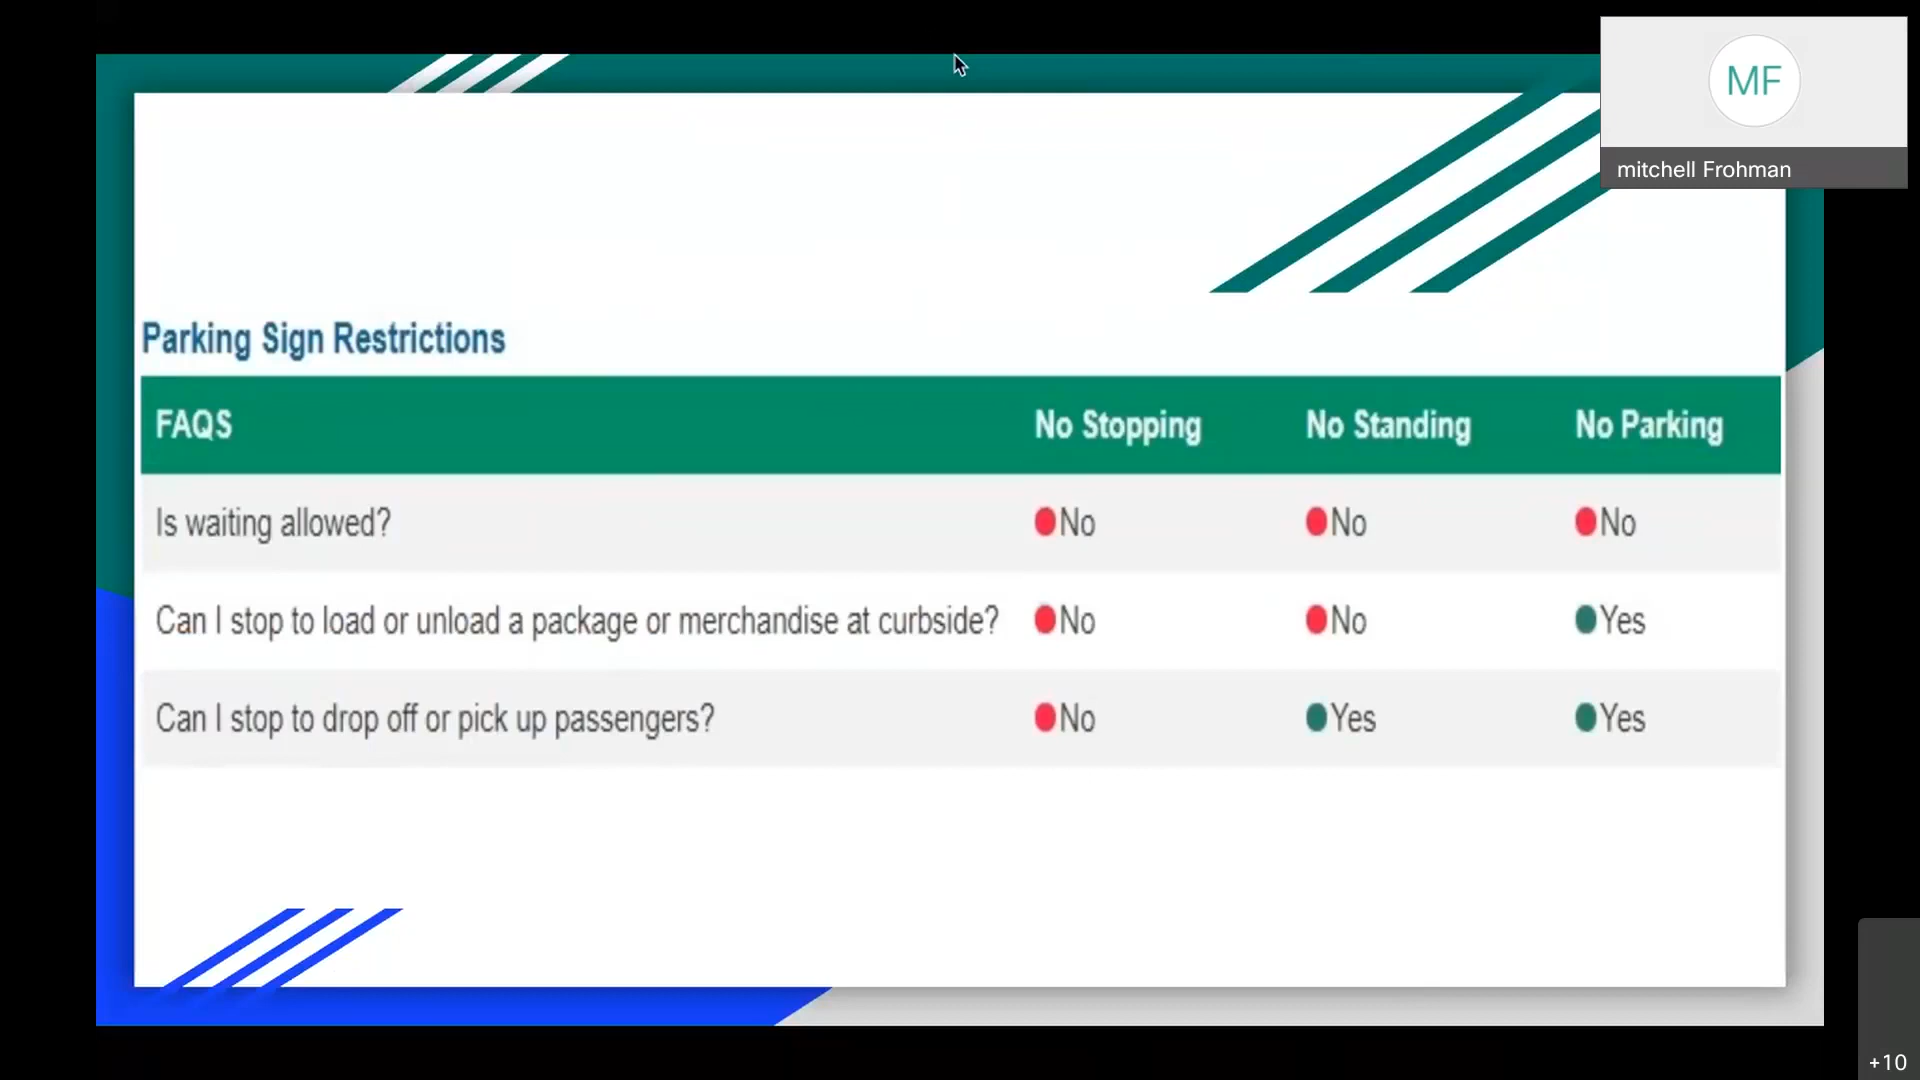 MF
mitchell Frohman
Parking Sign Restrictions
FAQS No Stopping No Standing No Parking
Is waiting allowed? No No No
Can I stop to load or unload a package or merchandise at curbside? No No Yes
Can I stop to drop off or pick up passengers? No Yes Yes
+10